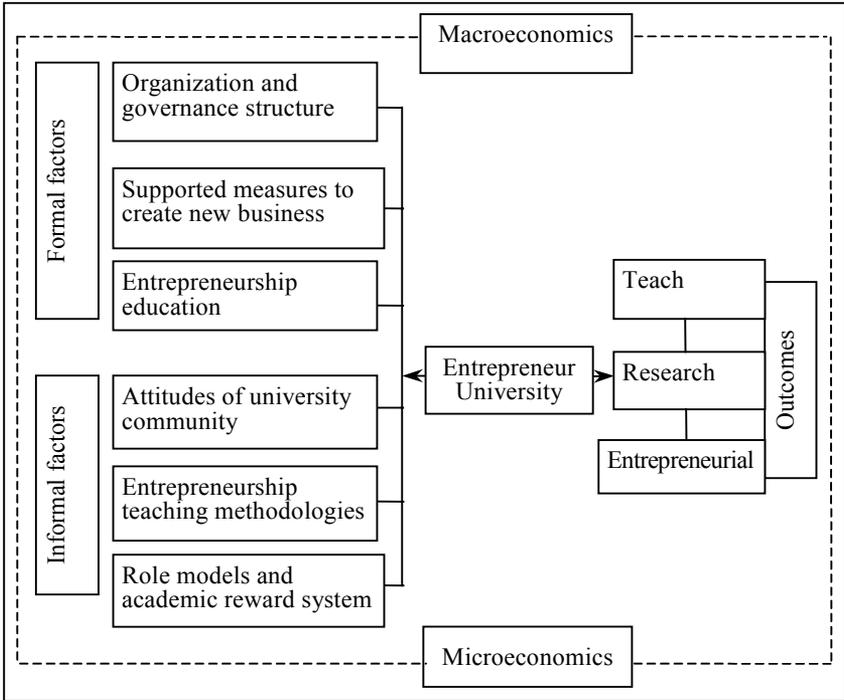 Macroeconomics
Formal factors
Organization and
governance structure
Supported measures to
create new business
Entrepreneurship
education
Informal factors
Attitudes of university
community
Entrepreneurship
teaching methodologies
Role models and
academic reward system
Entrepreneur
University
Teach
Research
Entrepreneurial
Outcomes
Microeconomics